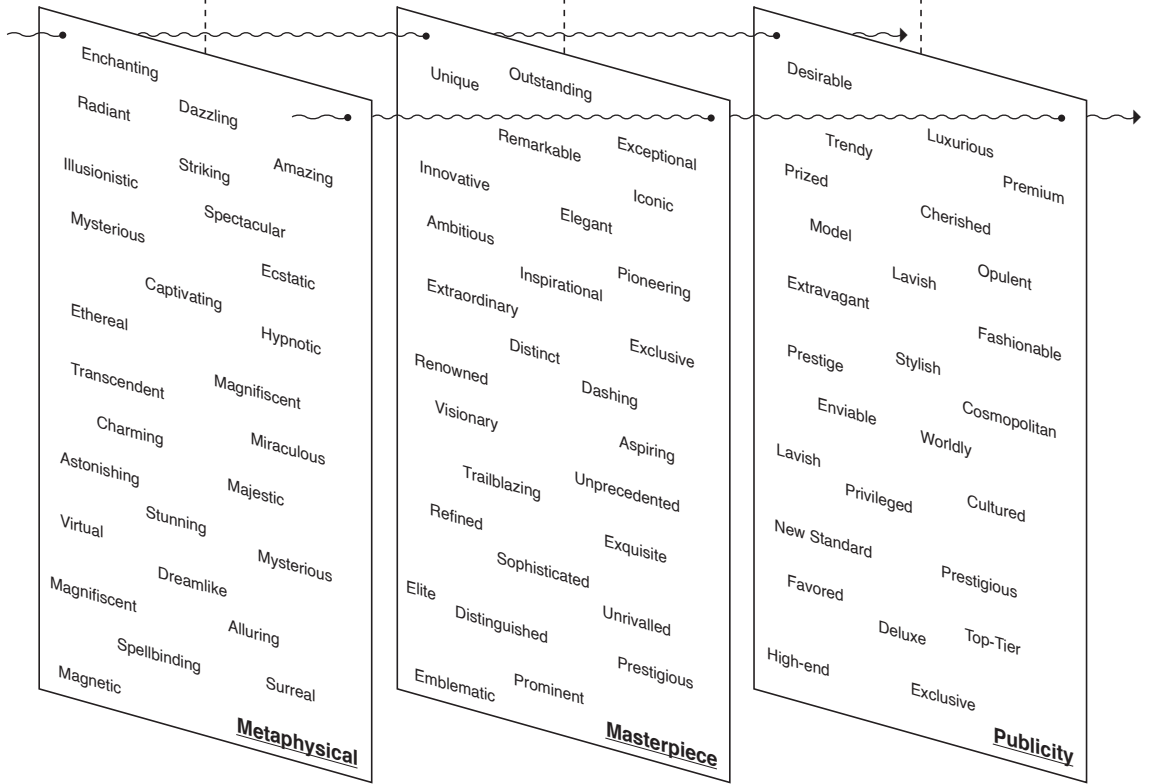 Enchanting
Radiant
Dazzling
Illusionistic
Striking
Amazing
Mysterious
Spectacular
Captivating
Ecstatic
Ethereal
Hypnotic
Transcendent
Magnifiscent
Charming
Miraculous
Astonishing
Majestic
Virtual
Stunning
Mysterious
Magnifiscent
Dreamlike
Alluring
Spellbinding
Magnetic
Surreal
Metaphysical
Unique
Outstanding
Remarkable
Exceptional
Innovative
Iconic
Ambitious
Elegant
Inspirational
Pioneering
Extraordinary
Distinct
Exclusive
Renowned
Dashing
Visionary
Aspiring
Trailblazing
Unprecedented
Refined
Exquisite
Sophisticated
Elite
Distinguished
Unrivalled
Prestigious
Emblematic
Prominent
Masterpiece
Desirable
Trendy
Luxurious
Prized
Premium
Model
Cherished
Lavish
Opulent
Extravagant
Fashionable
Prestige
Stylish
Enviable
Cosmopolitan
Worldly
Lavish
Privileged
Cultured
New Standard
Prestigious
Favored
Deluxe
Top-Tier
High-end
Exclusive
Publicity